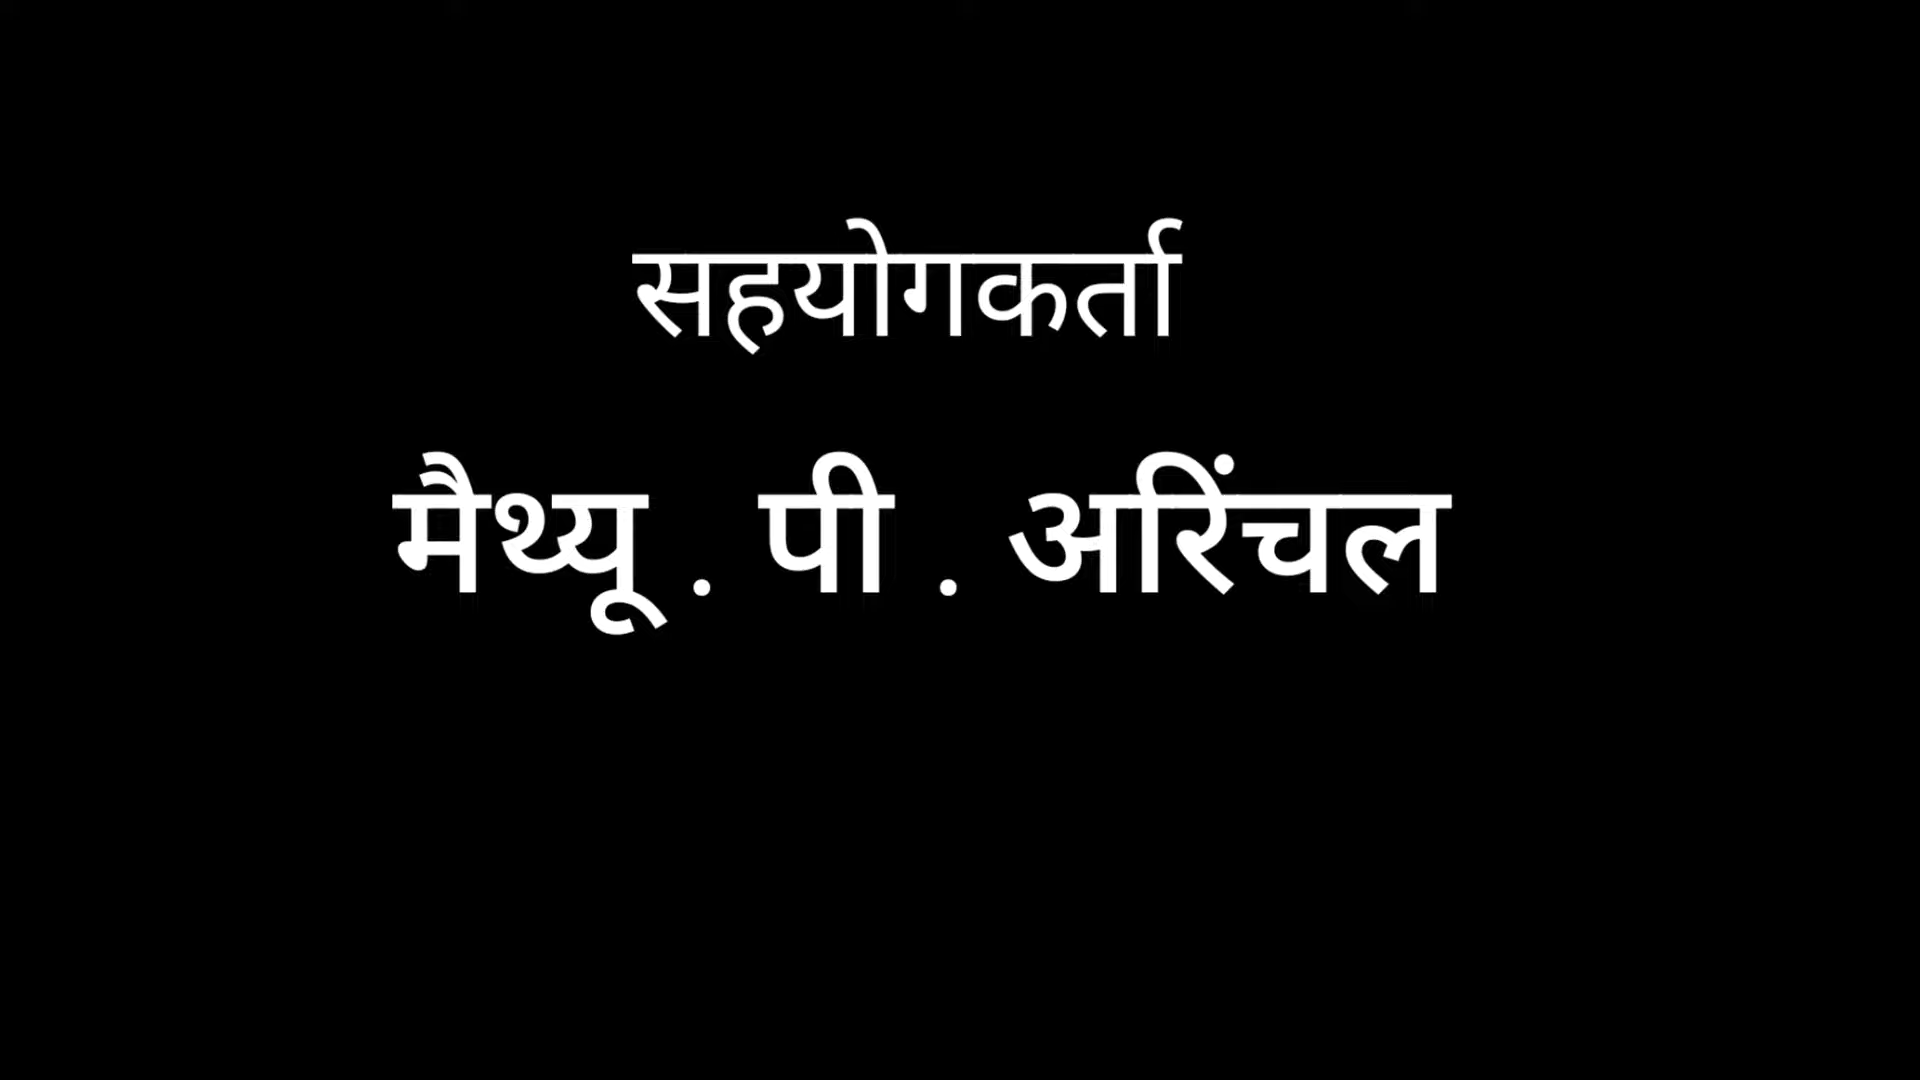 सहयोगकर्ता
मैथ्यू . पी . अरिंचल